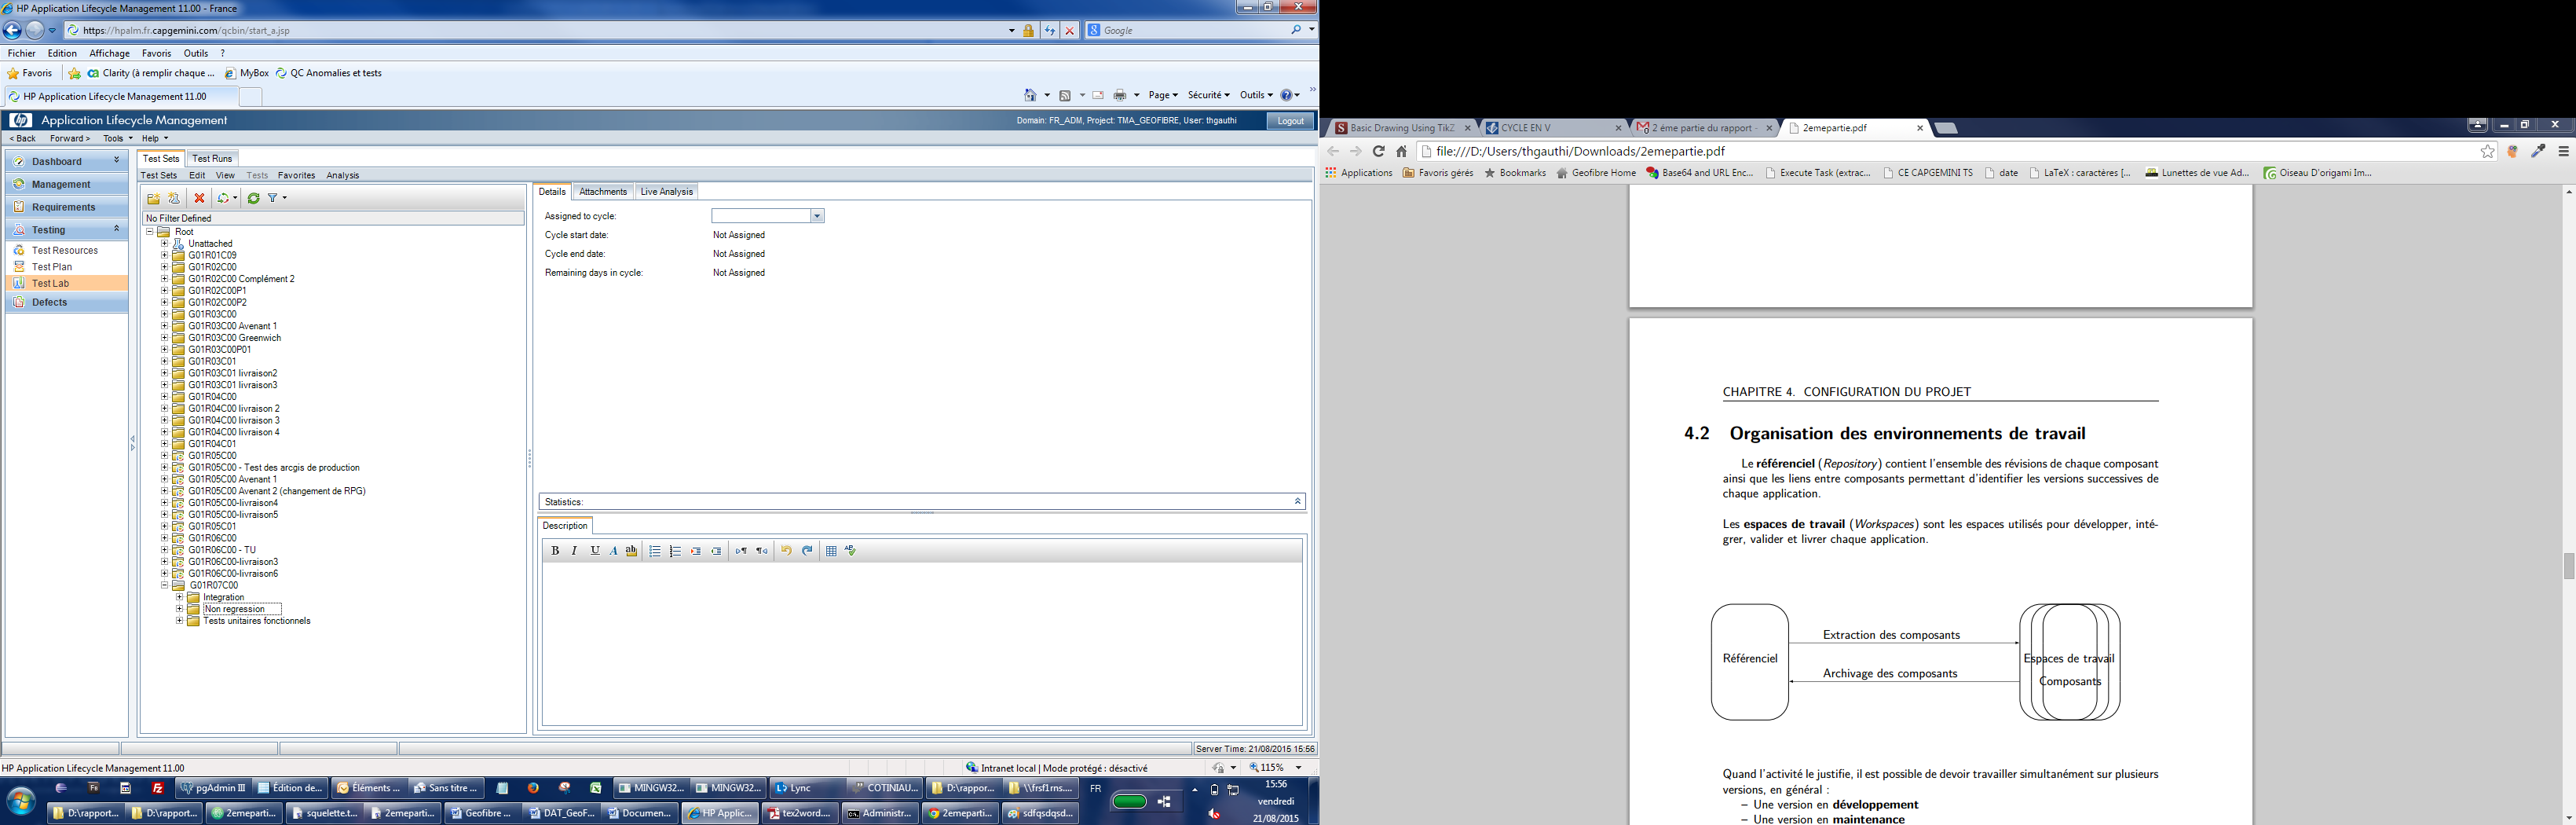 HP Application Lifecycle Management 11.00 - France
https://hpalm.fr.capgemini.com/qcbin/start_a.jsp
Google
Fichier Edition Affichage Favoris Outils ?
Favoris Clarity (à remplir chaque ... MyBox QC Anomalies et tests
HP Application Lifecycle Management 11.00
Page Sécurité Outils
hp Application Lifecycle Management
Domain: FR_ADM, Project: TMA_GEOFIBRE, User: thgauthi Logout
< Back Forward > Tools Help
Dashboard
Management
Requirements
Testing
Test Resources
Test Plan
Test Lab
Defects
Test Sets Test Runs
Test Sets Edit View Tests Favorites Analysis
No Filter Defined
Root
Unattached
G01R01C09
G01R02C00
G01R02C00 Complément 2
G01R02C00P1
G01R02C00P2
G01R03C00
G01R03C00 Avenant 1
G01R03C00 Greenwich
G01R03C00P01
G01R03C01
G01R03C01 livraison2
G01R03C01 livraison3
G01R04C00
G01R04C00 livraison 2
G01R04C00 livraison 3
G01R04C00 livraison 4
G01R04C01
G01R05C00
G01R05C00 - Test des arcgis de production
G01R05C00 Avenant 1
G01R05C00 Avenant 2 (changement de RPG)
G01R05C00-livraison4
G01R05C00-livraison5
G01R05C01
G01R06C00
G01R06C00 - TU
G01R06C00-livraison3
G01R06C00-livraison6
G01R07C00
Integration
Non regression
Tests unitaires fonctionnels
Details Attachments Live Analysis
Assigned to cycle:
Cycle start date: Not Assigned
Cycle end date: Not Assigned
Remaining days in cycle: Not Assigned
Statistics:
Description
B I U A ab
Server Time: 21/08/2015 15:56
HP Application Lifecycle Management 11.00
Intranet local | Mode protégé : désactivé
115%
pgAdmin III Édition de... Éléments ... Sans titre ... MINGW32... MINGW32... Lync COTINIAU... D:\rappor... \\frsf1rns....
FR
15:56
vendredi
21/08/2015
D:\rapport... D:\rapport... 2emeparti... squelette.t... 2emeparti... Geofibre ... DAT_GeoF... Documen... HP Applic... tex2word.... Administr... 2emeparti... sdfqsdqsd...
Basic Drawing Using TikZ CYCLE EN V 2 éme partie du rapport - 2emepartie.pdf
file:///D:/Users/thgauthi/Downloads/2emepartie.pdf
Applications Favoris gérés Bookmarks Geofibre Home Base64 and URL Enc... Execute Task (extrac... CE CAPGEMINI TS date LaTeX : caractères [... Lunettes de vue Ad... Oiseau D'origami Im...
CHAPITRE 4. CONFIGURATION DU PROJET
4.2 Organisation des environnements de travail
Le référenciel (Repository) contient l'ensemble des révisions de chaque composant
ainsi que les liens entre composants permettant d'identifier les versions successives de
chaque application.
Les espaces de travail (Workspaces) sont les espaces utilisés pour développer, inté-
grer, valider et livrer chaque application.
Extraction des composants
Référenciel
Espaces de travail
Archivage des composants
Composants
Quand l'activité le justifie, il est possible de devoir travailler simultanément sur plusieurs
versions, en général :
– Une version en développement
– Une version en maintenance